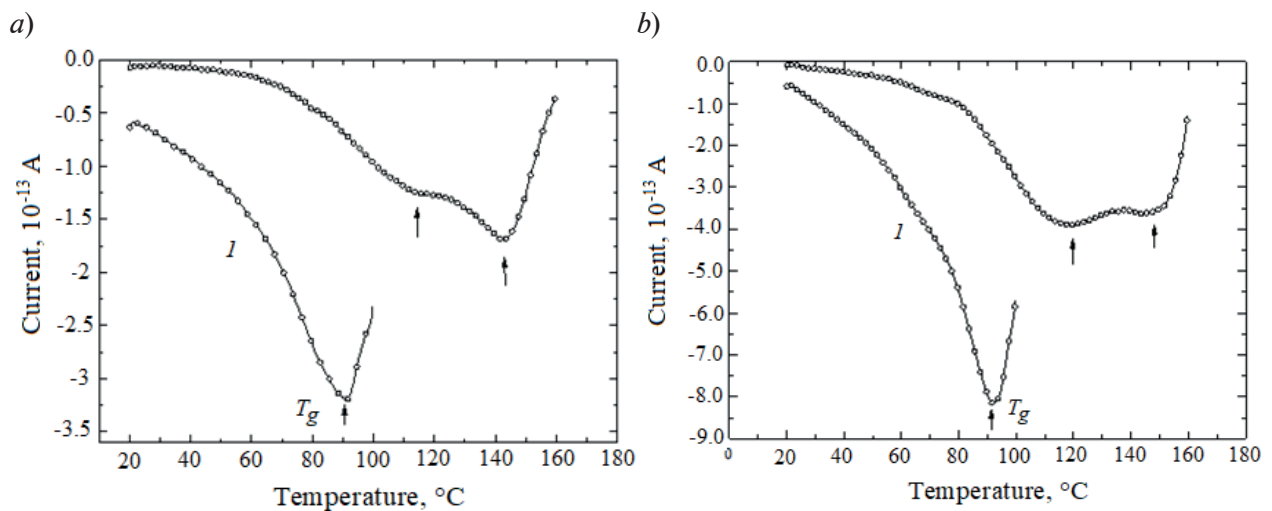 a)
0.0
-0.5
-1.0
-1.5
-2
-2.5
-3
-3.5
Current, 10⁻¹³ A
1
T_g
20 40 60 80 100 120 140 160 180
Temperature, °C
b)
0.0
-1.0
-2.0
-3.0
-4.0
-5.0
-6.0
-7.0
-8.0
-9.0
Current, 10⁻¹³ A
1
T_g
0 20 40 60 80 100 120 140 160 180
Temperature, °C